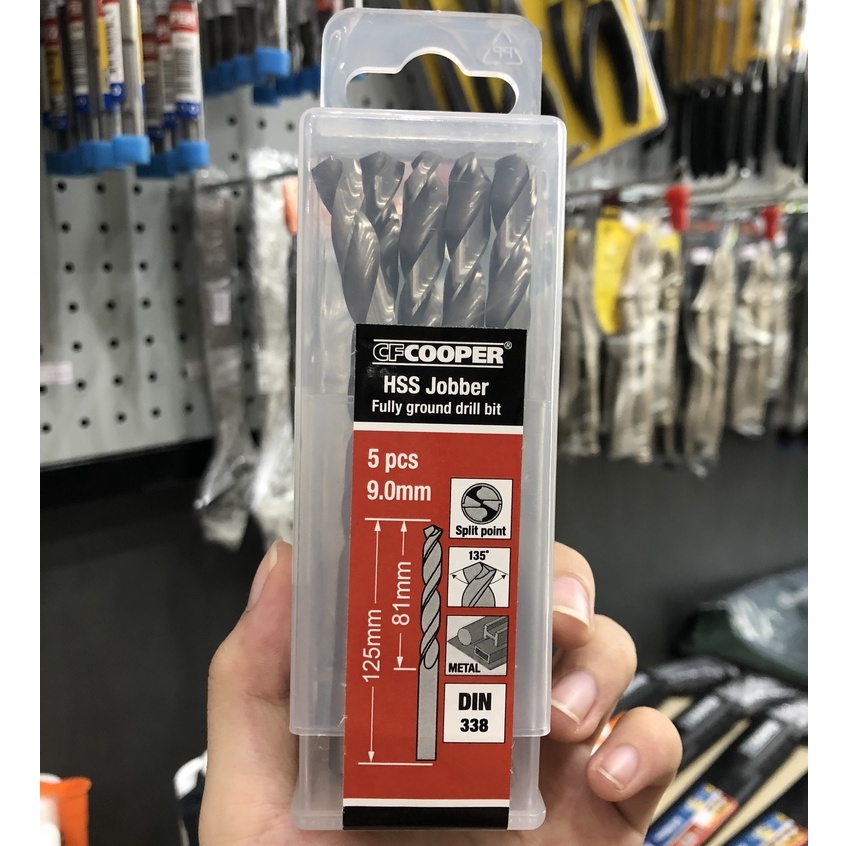 PP
CFCOOPER®
HSS Jobber
Fully ground drill bit
5 pcs
9.0mm
Split point
135°
125mm
81mm
METAL
DIN
338